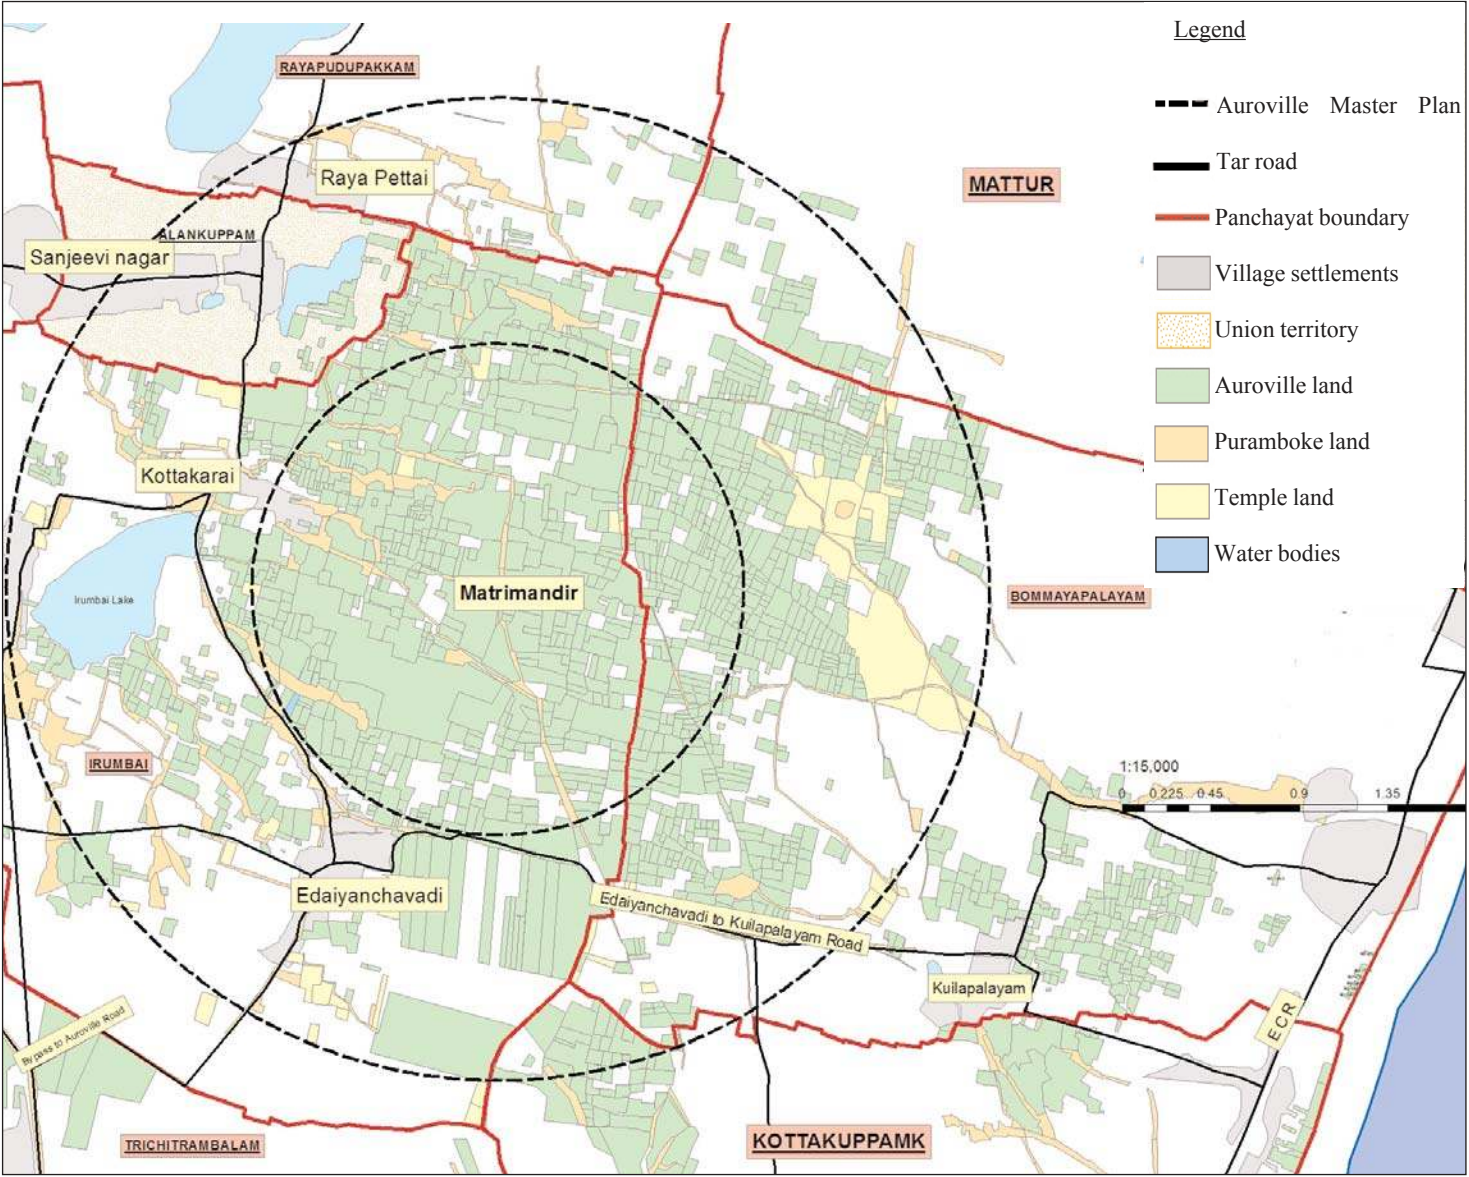 Legend
Auroville Master Plan
Tar road
Panchayat boundary
Village settlements
Union territory
Auroville land
Puramboke land
Temple land
Water bodies
RAYAPUDUPAKKAM
Raya Pettai
MATTUR
ALANKUPPAM
Sanjeevi nagar
Kottakarai
Irumbai Lake
Matrimandir
BOMMAYAPALAYAM
IRUMBAI
1:15,000
0 0.225 0.45 0.9 1.35
Edaiyanchavadi
Edaiyanchavadi to Kuilapalayam Road
Kuilapalayam
Bypass to Auroville Road
ECR
TRICHITRAMBALAM
KOTTAKUPPAMK